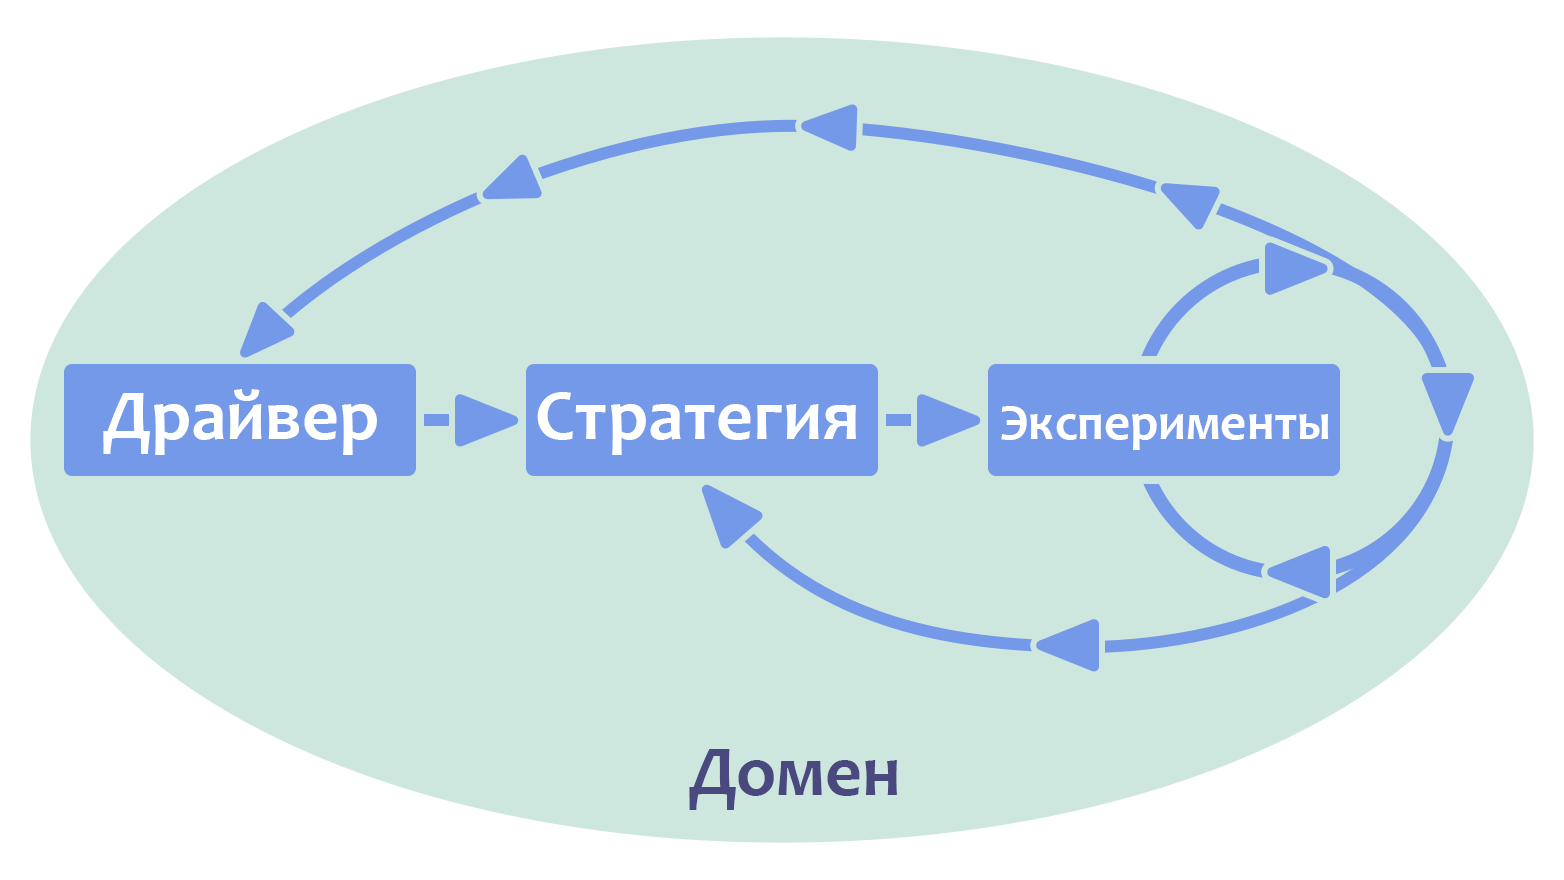 Драйвер
Стратегия
Эксперименты
Домен